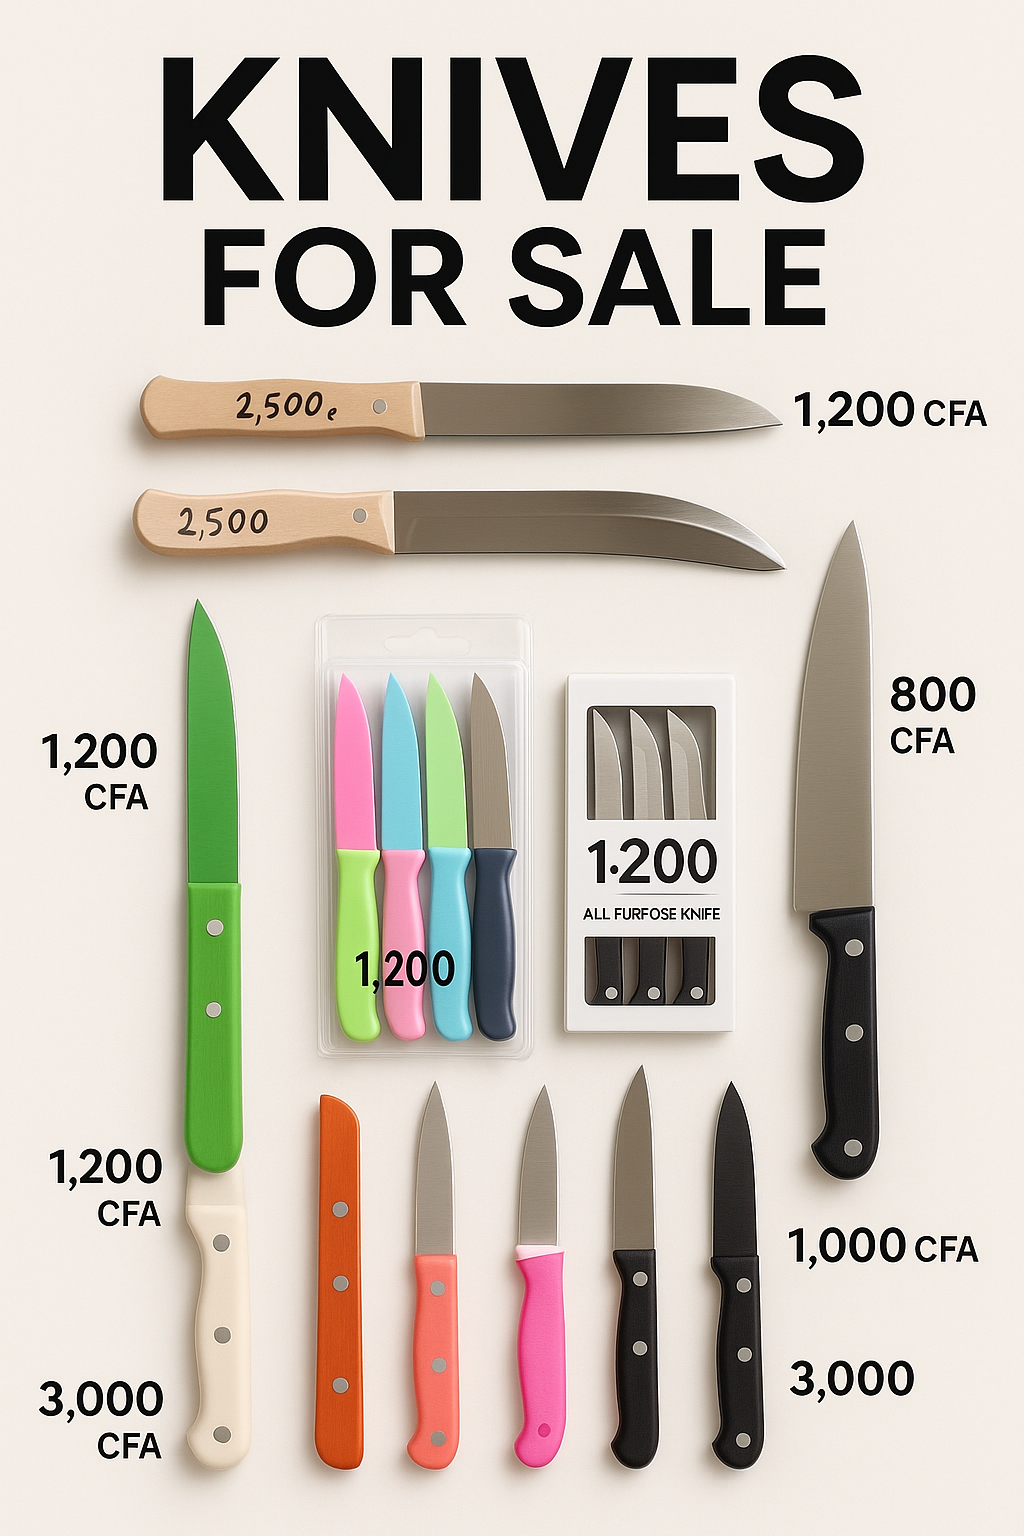 KNIVES
FOR SALE
2,500e
1,200 CFA
2,500
800
CFA
1,200
CFA
1·200
ALL FURFOSE KNIFE
1,200
1,200
CFA
1,000 CFA
3,000
3,000
CFA